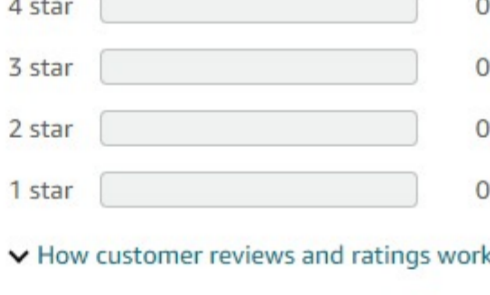 4 star 0
3 star 0
2 star 0
1 star 0
How customer reviews and ratings work